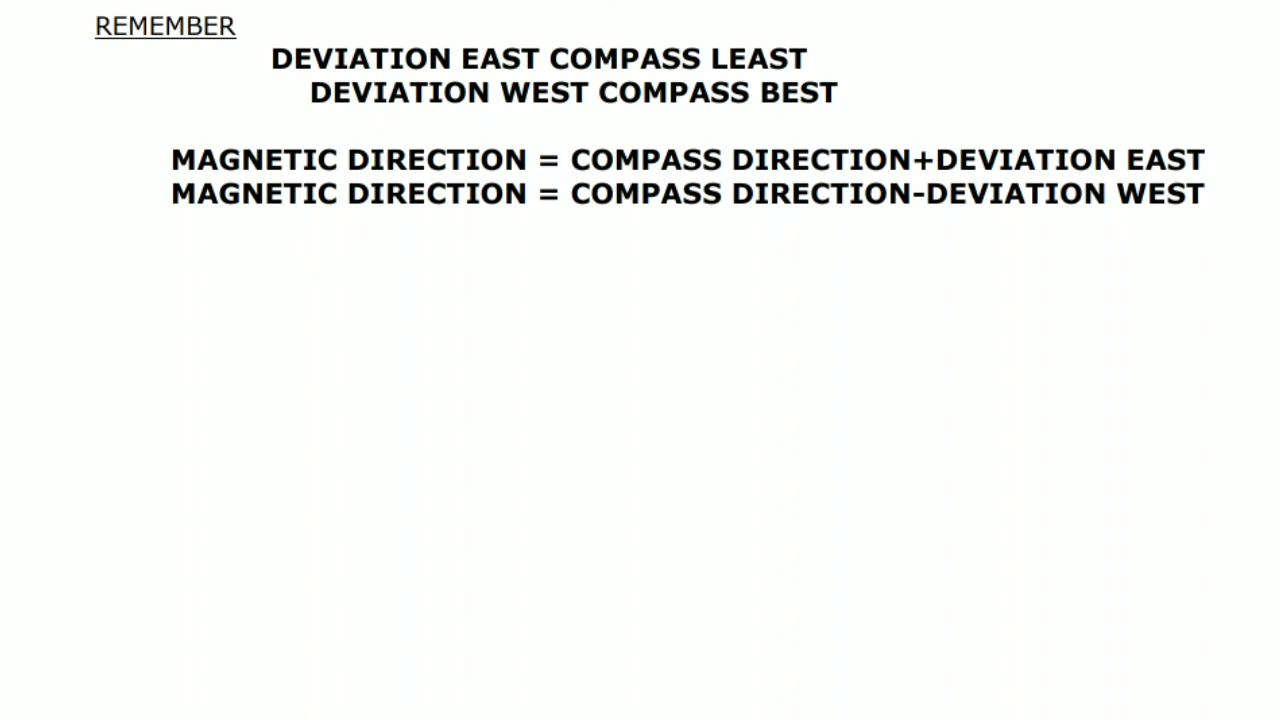 REMEMBER
DEVIATION EAST COMPASS LEAST
DEVIATION WEST COMPASS BEST
MAGNETIC DIRECTION = COMPASS DIRECTION+DEVIATION EAST
MAGNETIC DIRECTION = COMPASS DIRECTION-DEVIATION WEST